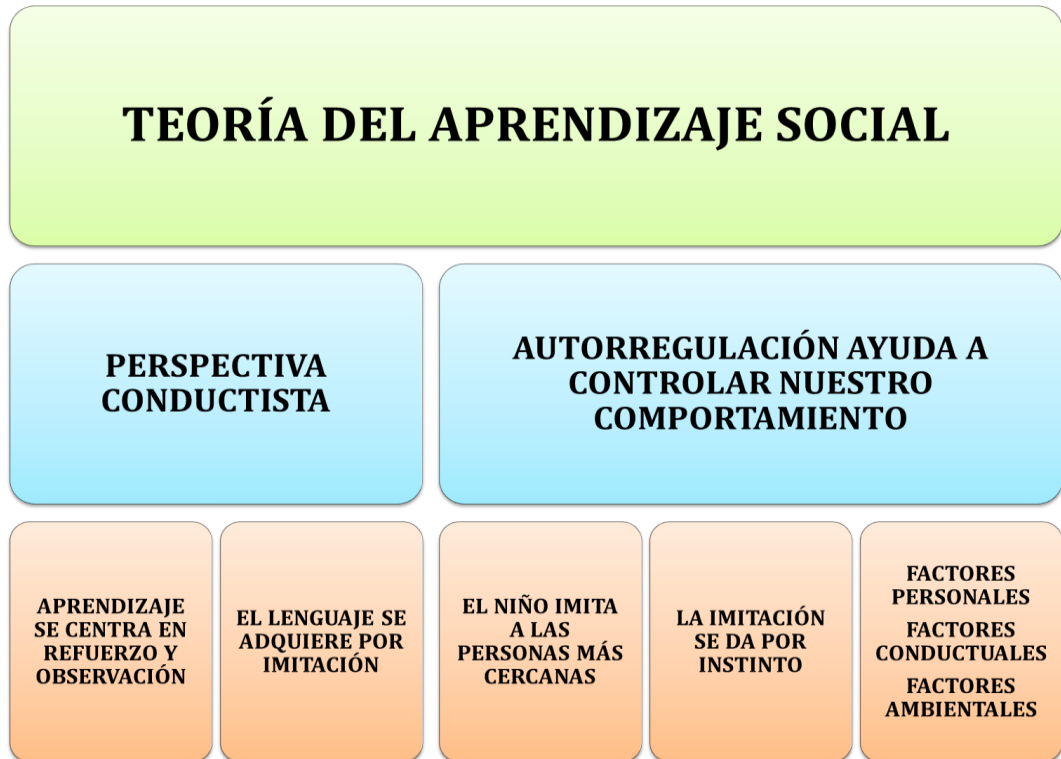 TEORÍA DEL APRENDIZAJE SOCIAL
PERSPECTIVA
CONDUCTISTA
AUTORREGULACIÓN AYUDA A
CONTROLAR NUESTRO
COMPORTAMIENTO
APRENDIZAJE
SE CENTRA EN
REFUERZO Y
OBSERVACIÓN
EL LENGUAJE SE
ADQUIERE POR
IMITACIÓN
EL NIÑO IMITA
A LAS
PERSONAS MÁS
CERCANAS
LA IMITACIÓN
SE DA POR
INSTINTO
FACTORES
PERSONALES
FACTORES
CONDUCTUALES
FACTORES
AMBIENTALES